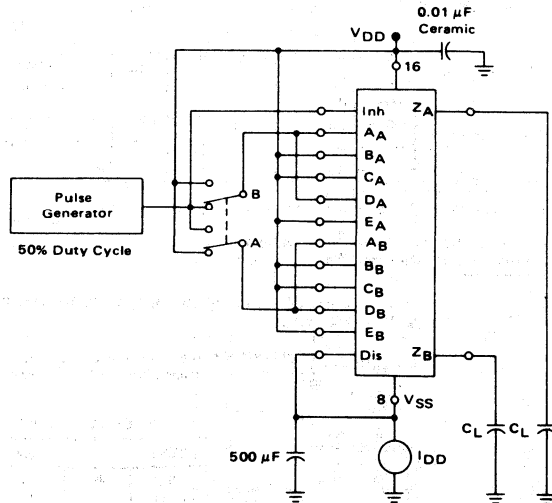 0.01 μF
Ceramic
VDD
16
Inh
ZA
AA
BA
CA
DA
EA
AB
BB
CB
DB
EB
Dis
ZB
B
A
Pulse
Generator
50% Duty Cycle
8
VSS
500 μF
IDD
CL
CL